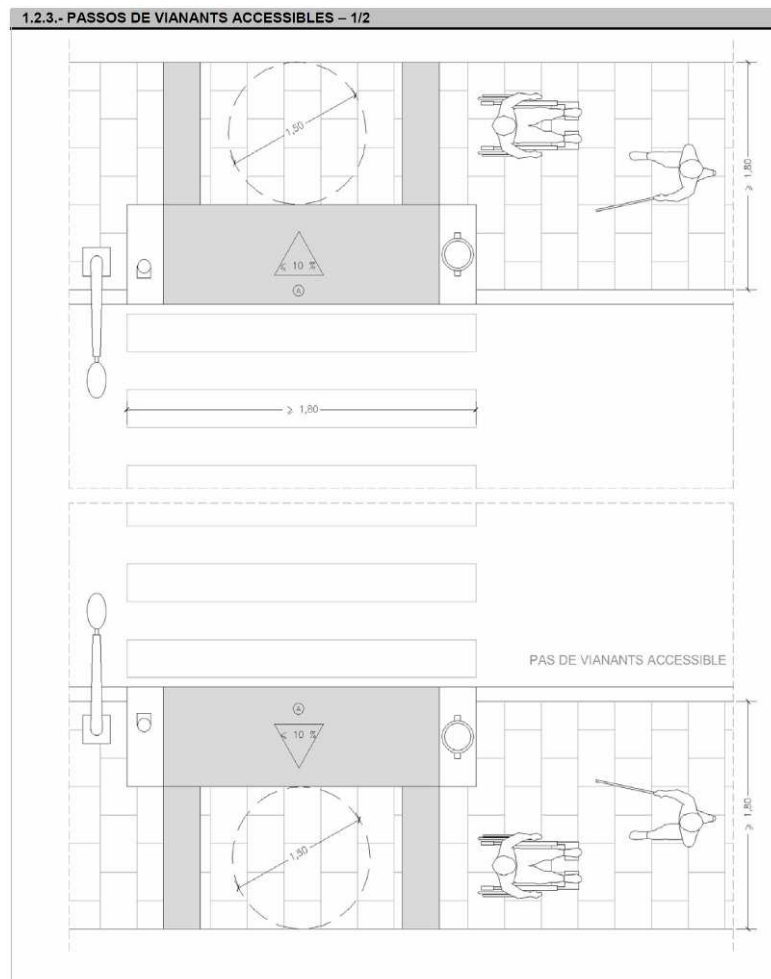 1.2.3.- PASSOS DE VIANANTS ACCESSIBLES – 1/2
1,50
⩾ 1,80
⩽ 10 %
A
⩾ 1,80
PAS DE VIANANTS ACCESSIBLE
A
⩽ 10 %
1,50
⩾ 1,80